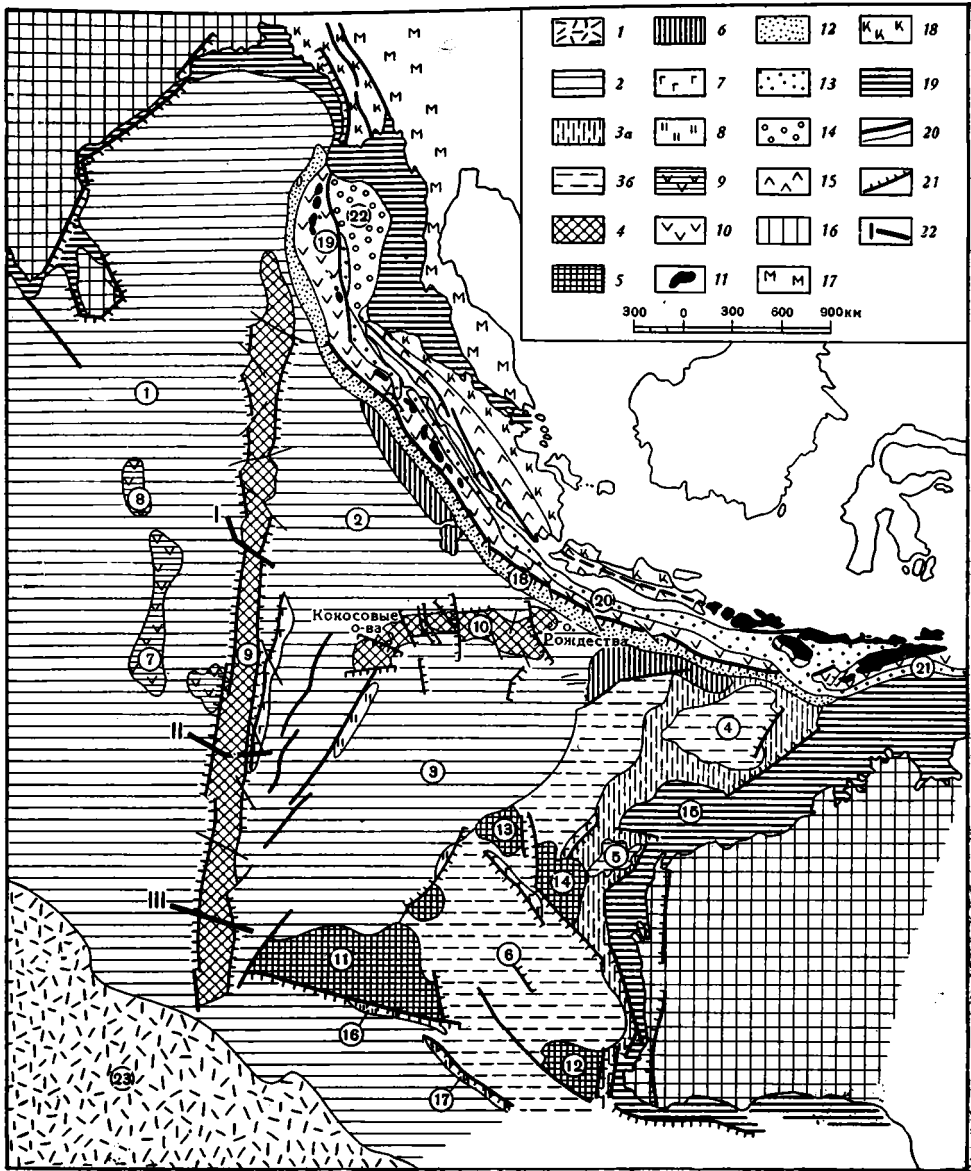 1 6 12 18
2 7 13 19
3а 8 14 20
3б 9 15 21
4 10 16 22
5 11 17
300 0 300 600 900км
К К К К К К К К
М М М М М М М М М М
22
19
1
8
I
2
18
20
Кокосовые
о-ва
10
о.
Рождества
7
9
21
II
4
3
15
13
5
14
III
11
6
16
12
23
17